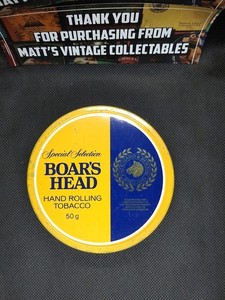 THANK YOU
FOR PURCHASING FROM
MATT'S VINTAGE COLLECTABLES
Special Selection
BOAR'S
HEAD
HAND ROLLING
TOBACCO
50g